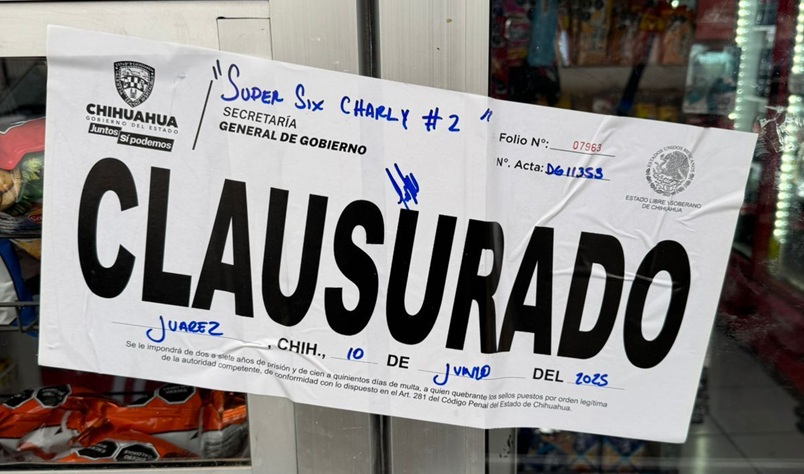 "SUPER SIX CHARLY #2"
CHIHUAHUA
GOBIERNO DEL ESTADO
Juntos
Sí podemos
SECRETARÍA
GENERAL DE GOBIERNO
Folio Nº: 07963
Nº. Acta: DG11353
ESTADOS UNIDOS MEXICANOS
ESTADO LIBRE Y SOBERANO
DE CHIHUAHUA
CLAUSURADO
JUAREZ, CHIH., 10 DE JUNIO DEL 2025
Se le impondrá de dos a siete años de prisión y de cien a quinientos días de multa, a quien quebrante los sellos puestos por orden legítima
de la autoridad competente, de conformidad con lo dispuesto en el Art. 281 del Código Penal del Estado de Chihuahua.